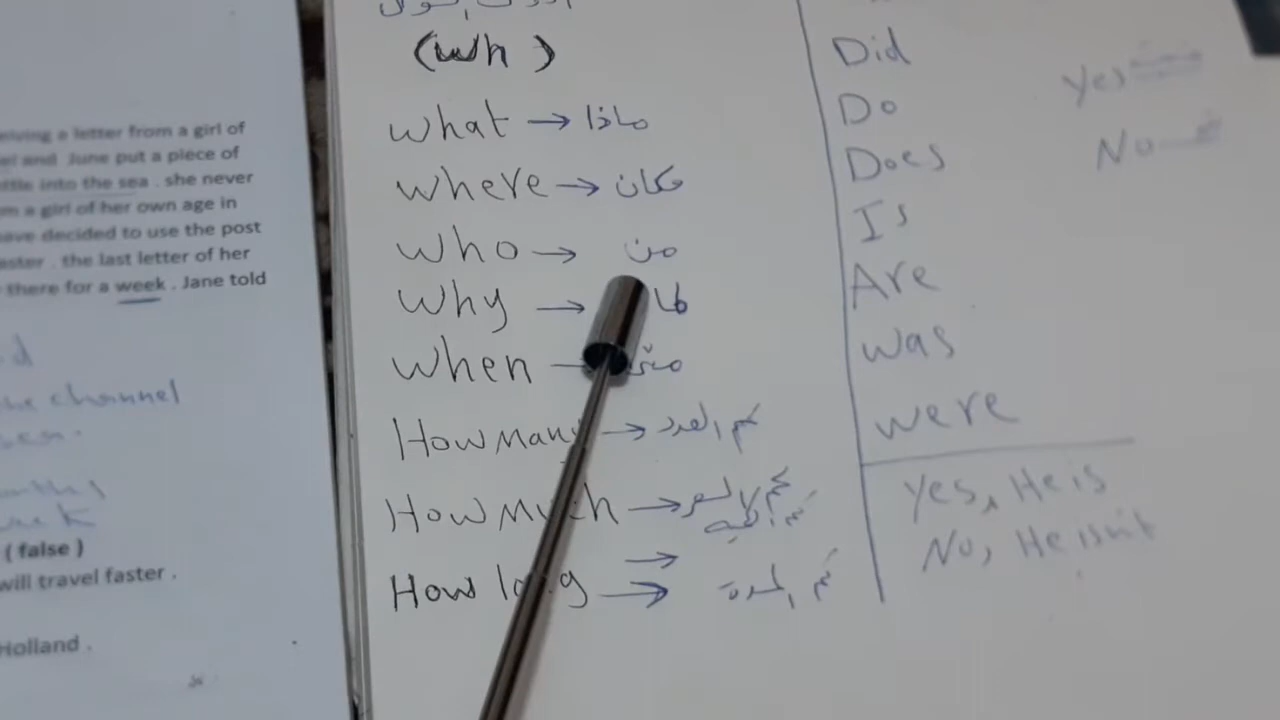 eiving a letter from a girl of
el and June put a piece of
ttle into the sea . she never
m a girl of her own age in
ave decided to use the post
aster . the last letter of her
there for a week . Jane told
he channel
( false )
will travel faster .
Holland .
(Wh)
What → ماذا
Where → مكان
Who → من
Why →
When → متى
How many → كم العدد
How much → كم السعر
How long → كم المدة
Did
Do
Does
Is
Are
Was
Were
Yes
No
Yes, He is
No, He isn't